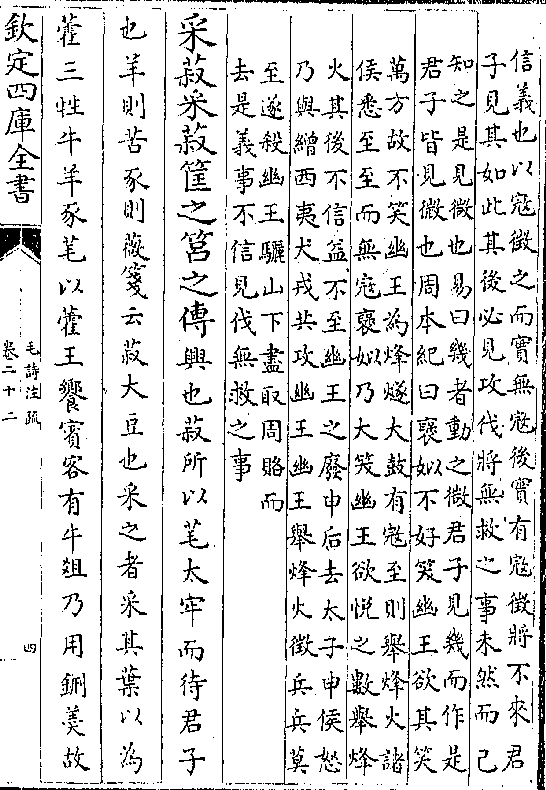 信義也以寇徵之而實無寇後實有寇徵將不來君
子見其如此其後必見攻伐將無救之事未然而已
知之是見微也易曰幾者動之微君子見幾而作是
君子皆見微也周本紀曰褒姒不好笑幽王欲其笑
萬方故不笑幽王為烽燧大鼓有寇至則舉烽火諸
侯悉至至而無寇褒姒乃大笑幽王欲悅之數舉烽
火其後不信益不至幽王之廢申后去太子申侯怒
乃與繒西夷犬戎共攻幽王幽王舉烽火徵兵兵莫
至遂殺幽王驪山下盡取周賂而
去是義事不信見伐無救之事
采菽采菽筐之筥之傳興也菽所以芼太牢而待君子
也羊則苦豕則薇箋云菽大豆也采之者采其葉以為
藿三牲牛羊豕芼以藿王饗賓客有牛俎乃用鉶羮故
欽定四庫全書
毛詩注疏
卷二十二
四